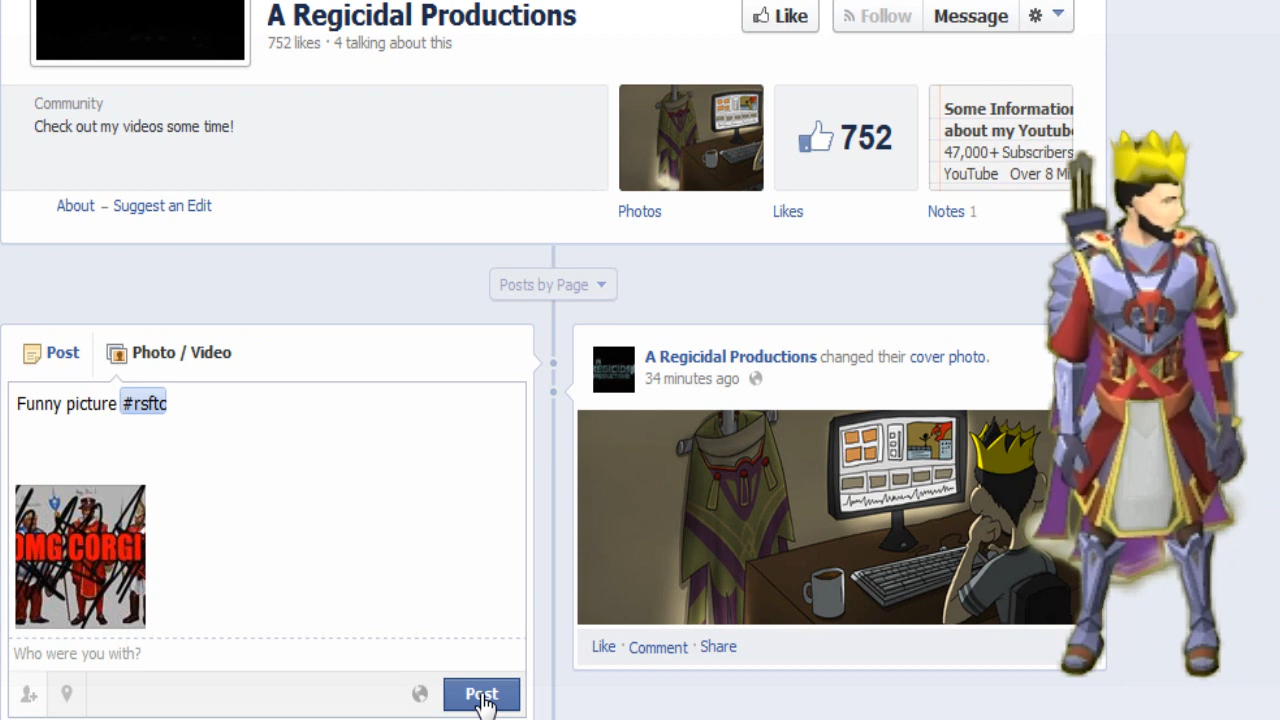 A Regicidal Productions
Like
Follow
Message
752 likes · 4 talking about this
Community
Check out my videos some time!
752
Some Information
about my Youtub
47,000+ Subscribers
YouTube Over 8 Mi
About – Suggest an Edit
Photos
Likes
Notes 1
Posts by Page
Post
Photo / Video
Funny picture #rsftc
OMG CORGI
Who were you with?
Post
A Regicidal Productions changed their cover photo.
34 minutes ago
REGICIDAL
Like · Comment · Share